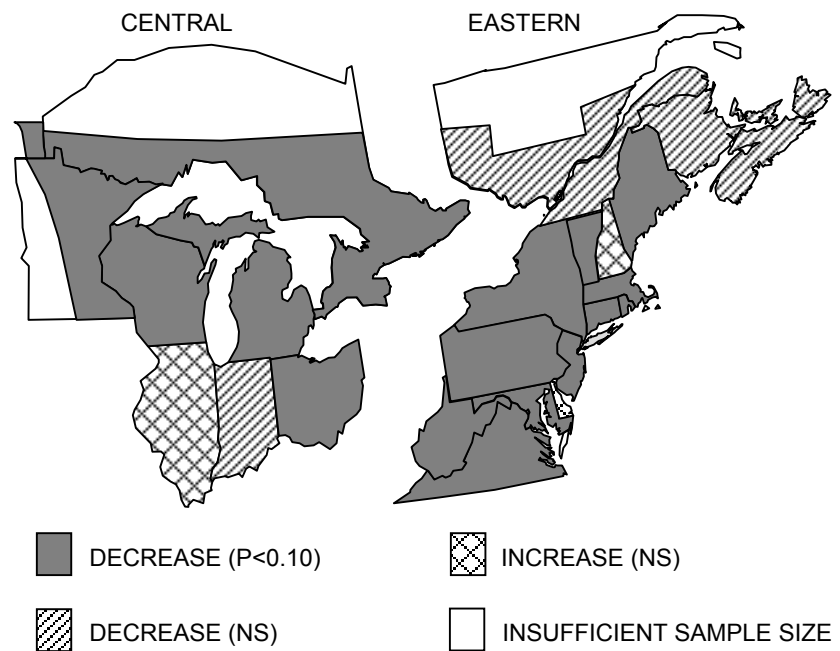 CENTRAL
EASTERN
DECREASE (P<0.10)
INCREASE (NS)
DECREASE (NS)
INSUFFICIENT SAMPLE SIZE